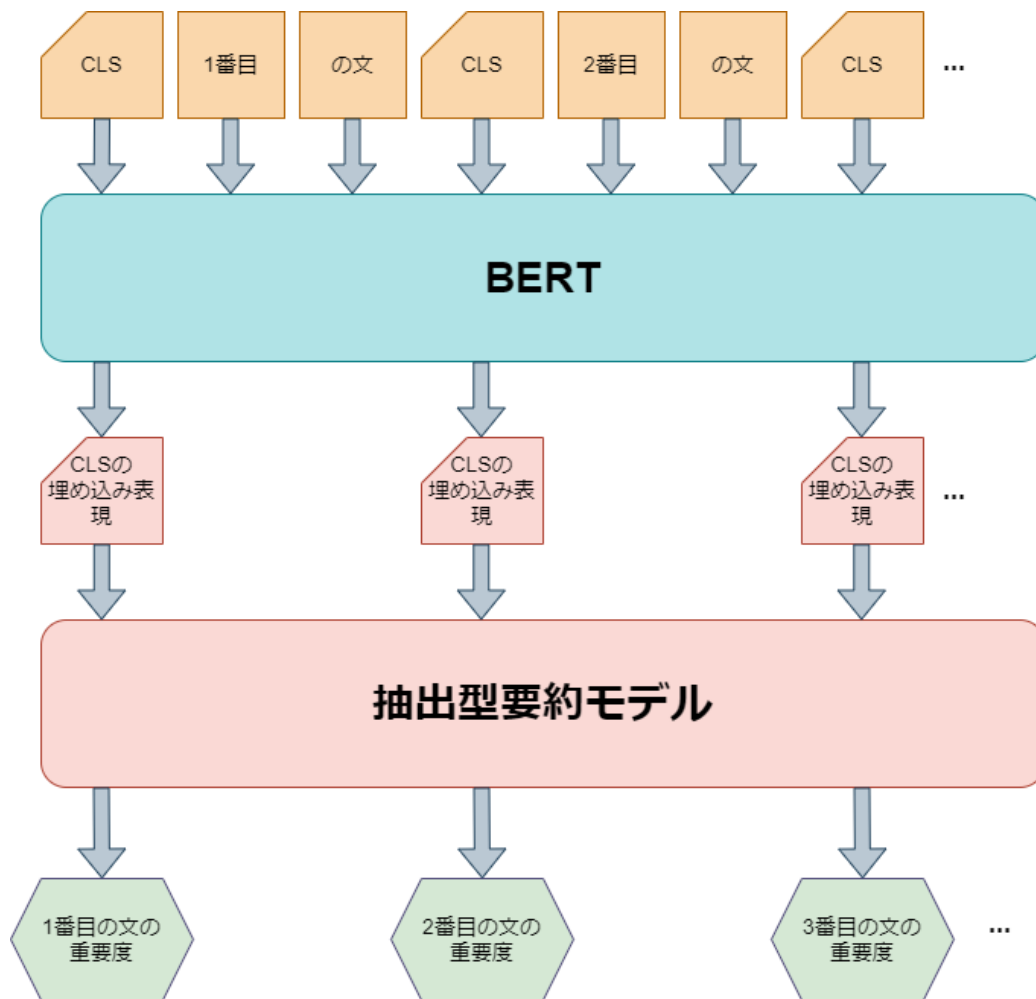 CLS
1番目
の文
CLS
2番目
の文
CLS
...
BERT
CLSの
埋め込み表
現
CLSの
埋め込み表
現
CLSの
埋め込み表
現
...
抽出型要約モデル
1番目の文の
重要度
2番目の文の
重要度
3番目の文の
重要度
...